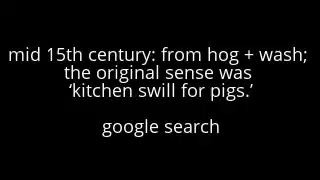 mid 15th century: from hog + wash;
the original sense was
‘kitchen swill for pigs.’
google search